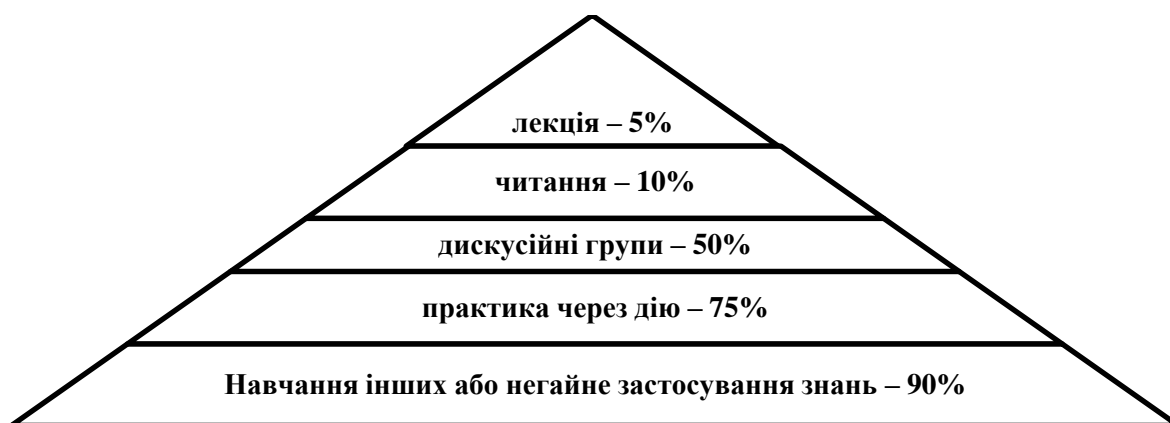 лекція – 5%
читання – 10%
дискусійні групи – 50%
практика через дію – 75%
Навчання інших або негайне застосування знань – 90%